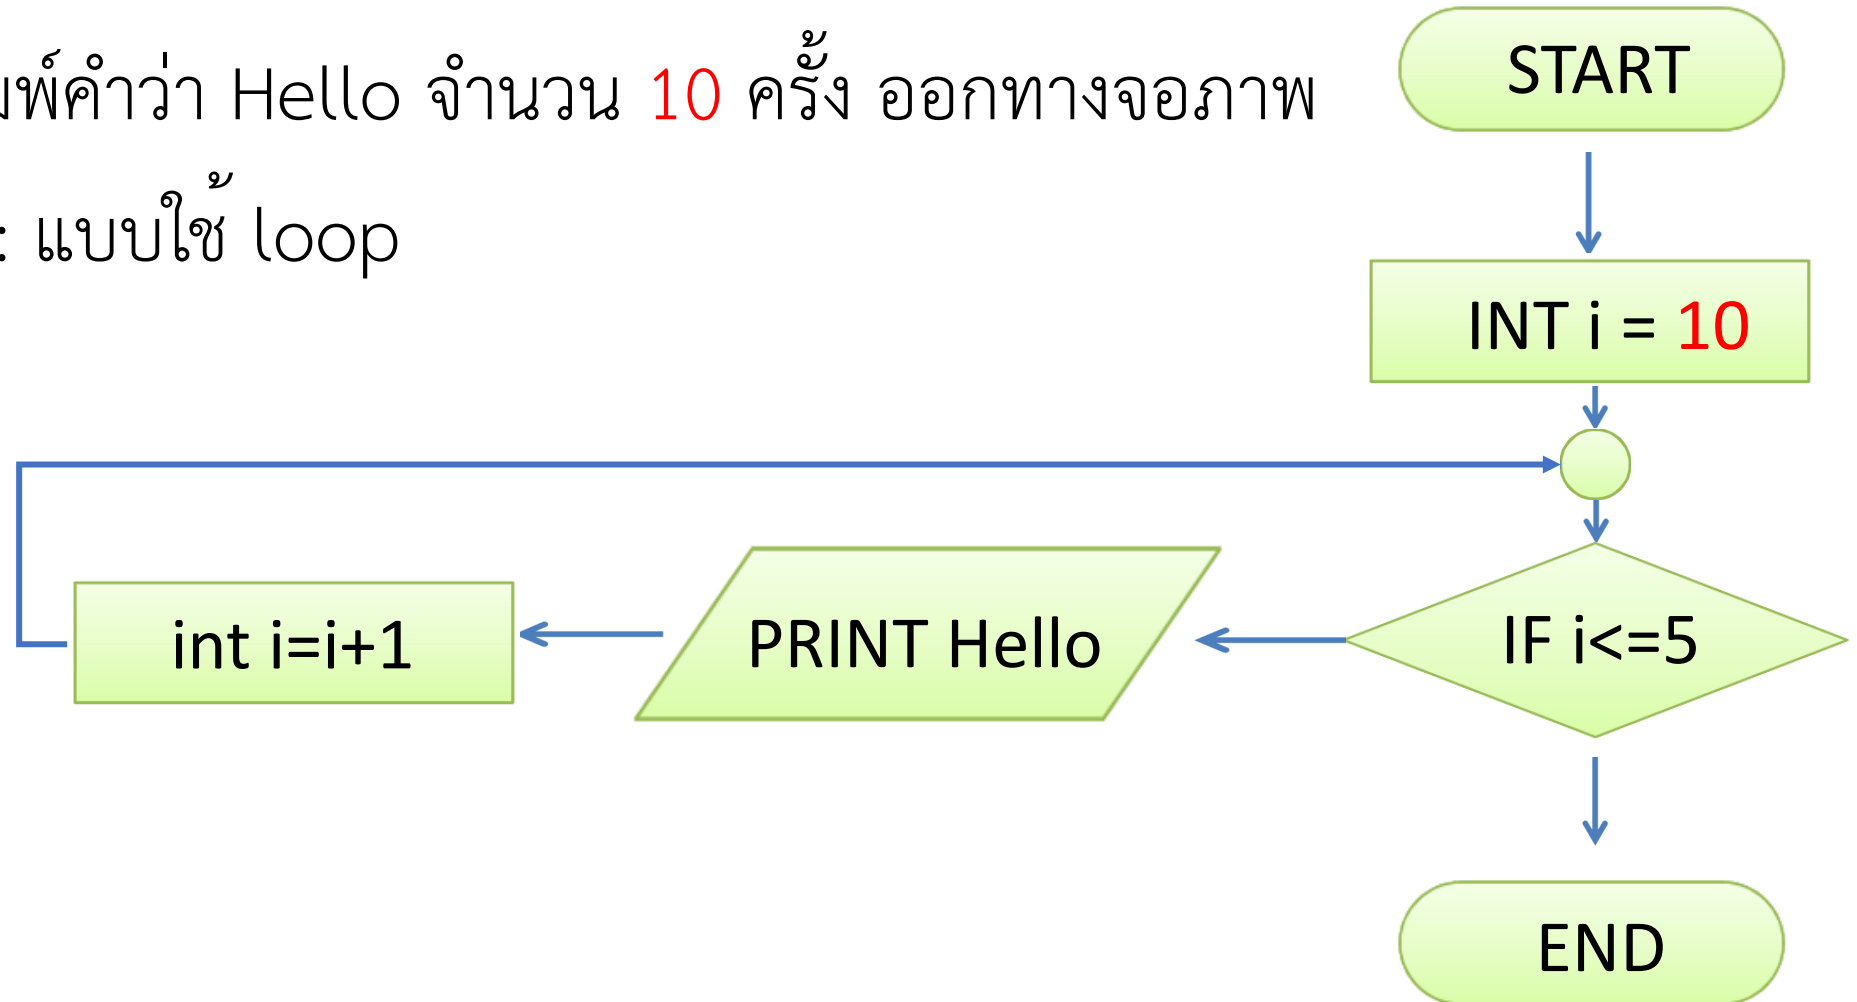 คำว่า Hello จำนวน 10 ครั้ง ออกทางจอภาพ
: แบบใช้ loop
START
INT i = 10
IF i<=5
PRINT Hello
int i=i+1
END